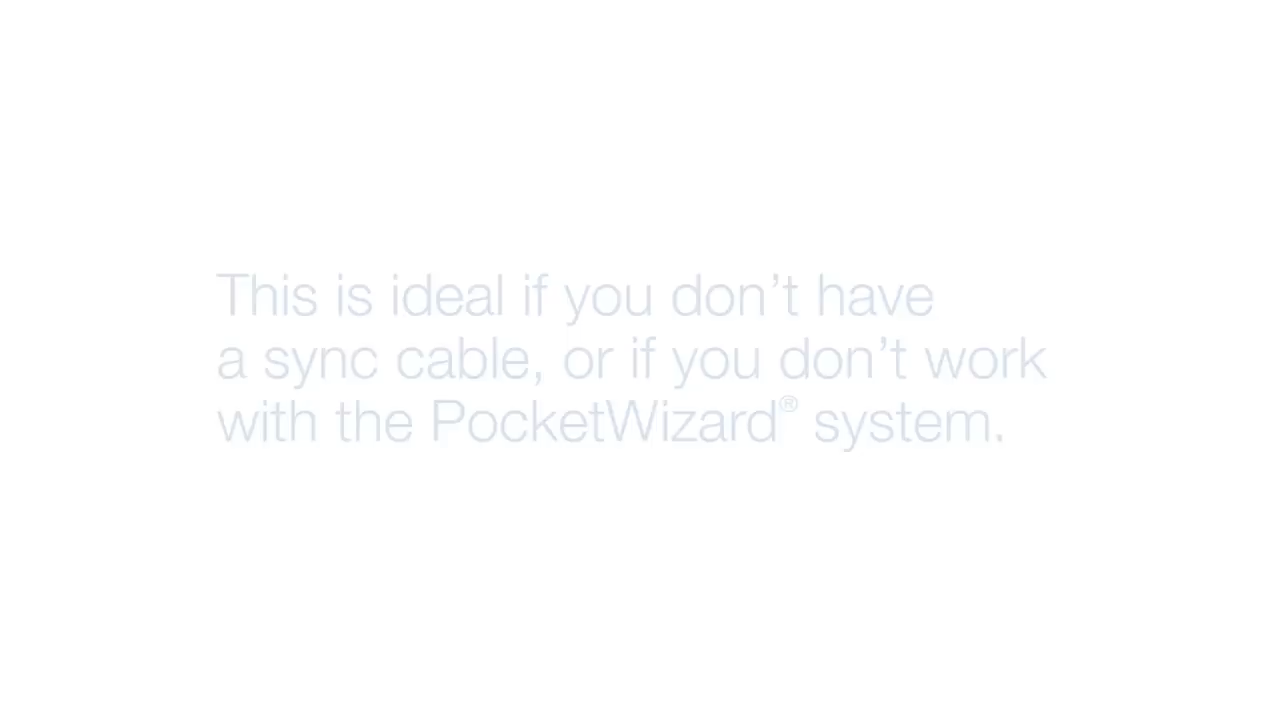 This is ideal if you don’t have
a sync cable, or if you don’t work
with the PocketWizard® system.